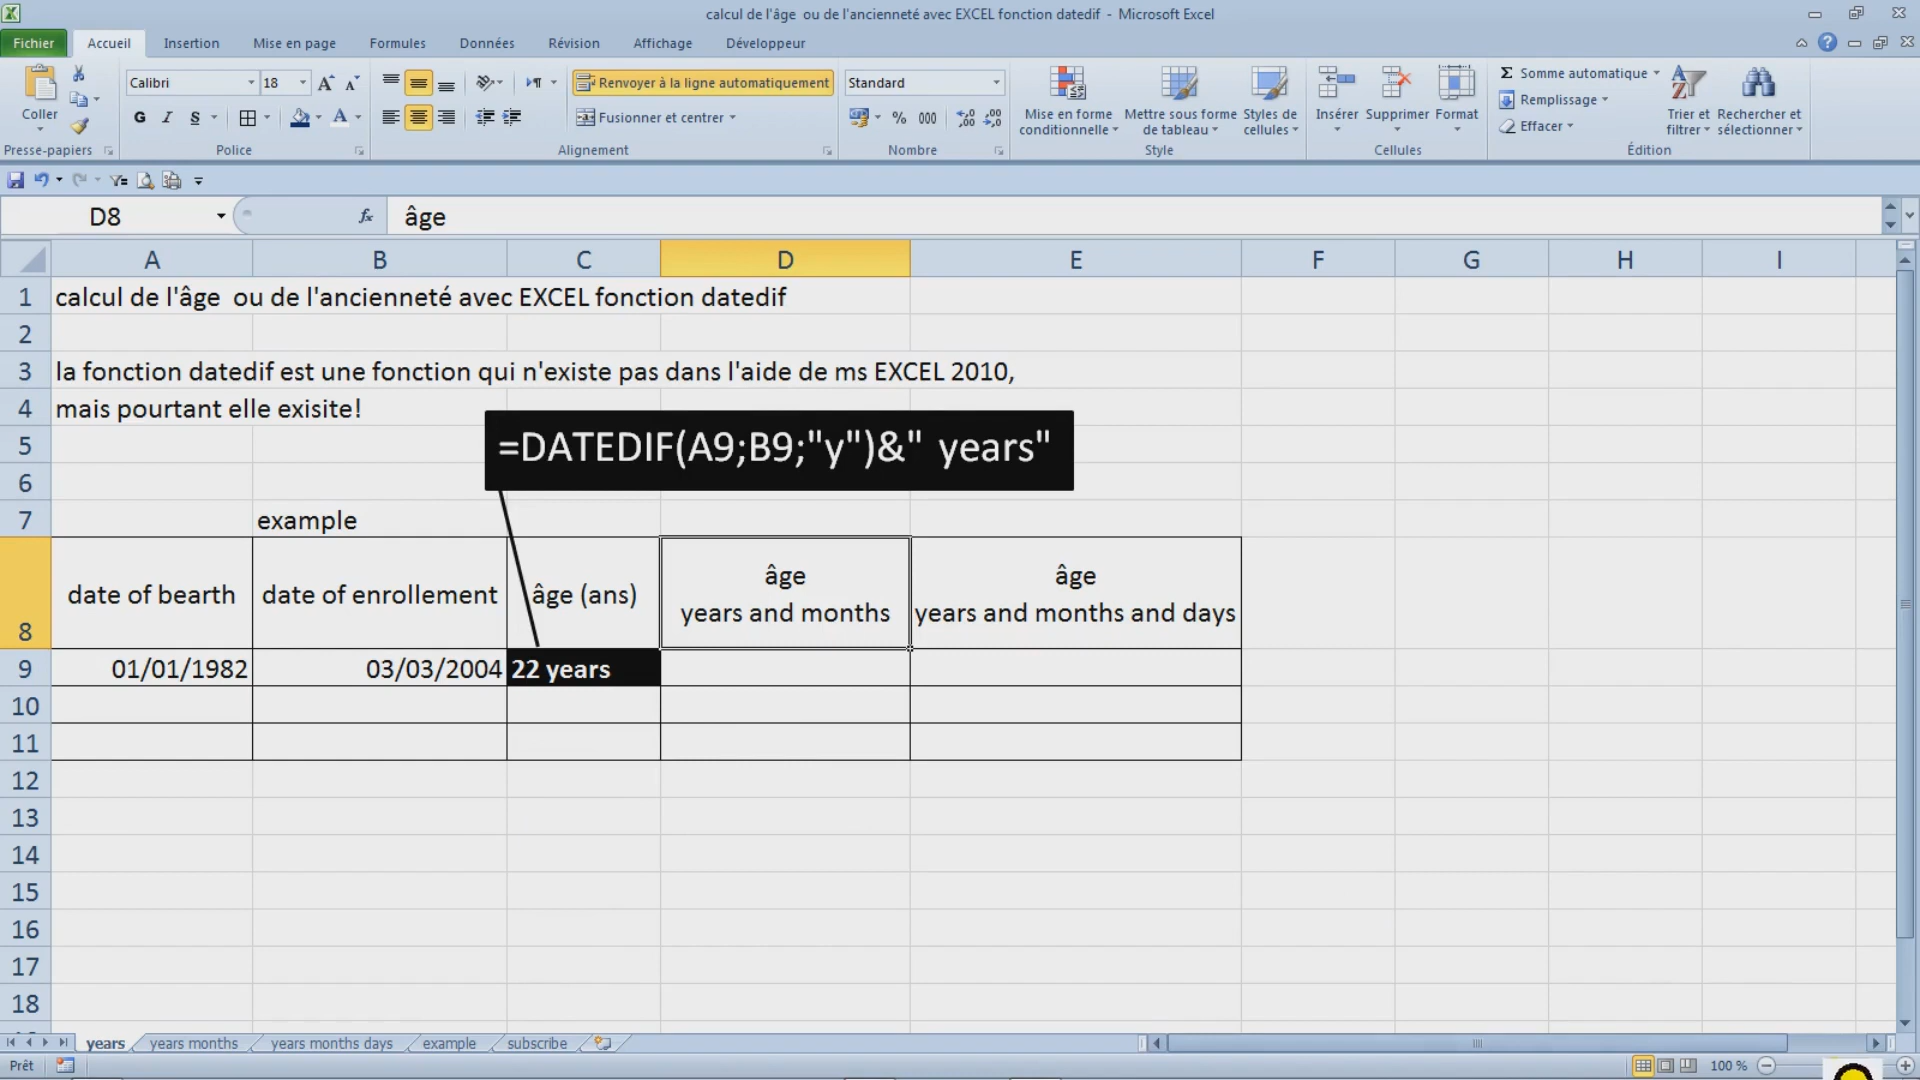 calcul de l'âge  ou de l'ancienneté avec EXCEL fonction datedif  -  Microsoft Excel
Fichier Accueil Insertion Mise en page Formules Données Révision Affichage Développeur
Coller
Presse-papiers
Calibri 18
G I S
Police
Renvoyer à la ligne automatiquement
Fusionner et centrer
Alignement
Standard
% 000 ,00 ,00
Nombre
Mise en forme conditionnelle
Mettre sous forme de tableau
Styles de cellules
Style
Insérer Supprimer Format
Cellules
Σ Somme automatique
Remplissage
Effacer
Trier et filtrer
Rechercher et sélectionner
Édition
D8 fx âge
A B C D E F G H I
1 calcul de l'âge  ou de l'ancienneté avec EXCEL fonction datedif
2
3 la fonction datedif est une fonction qui n'existe pas dans l'aide de ms EXCEL 2010,
4 mais pourtant elle exisite!
5 =DATEDIF(A9;B9;"y")&" years"
6
7 example
8 date of bearth date of enrollement âge (ans) âge years and months âge years and months and days
9 01/01/1982 03/03/2004 22 years
10
11
12
13
14
15
16
17
18
years years months years months days example subscribe
Prêt 100 %